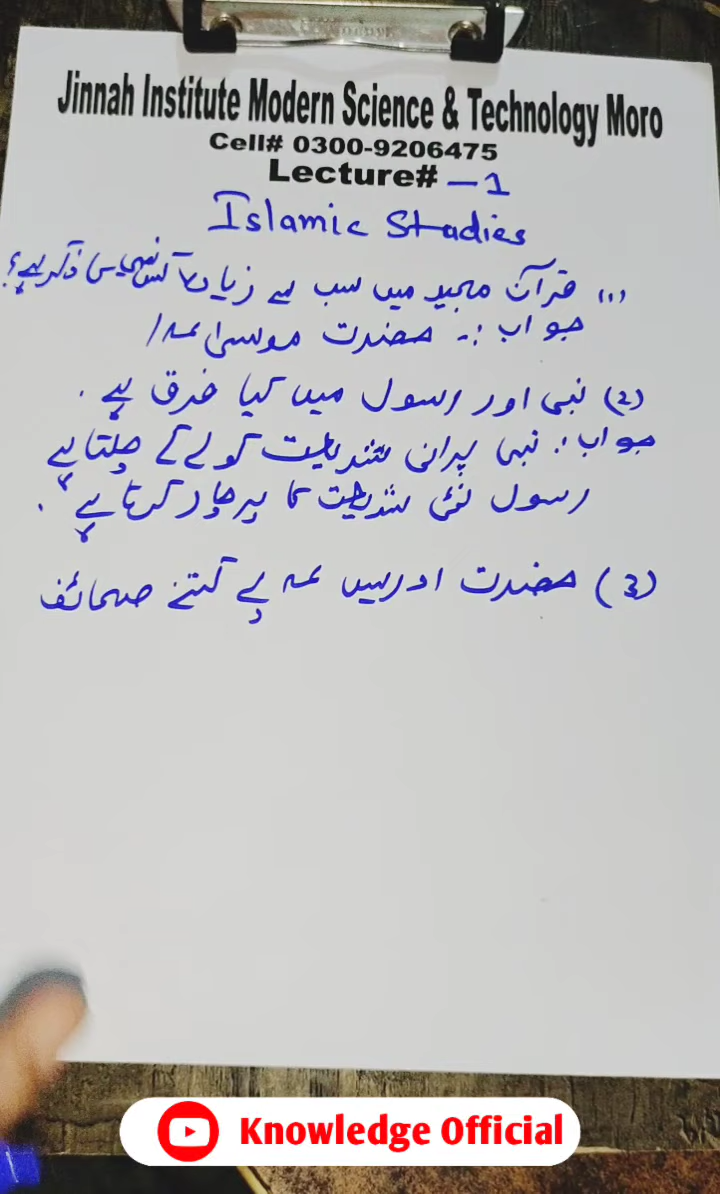 Jinnah Institute Modern Science & Technology Moro
Cell# 0300-9206475
Lecture# -1
Islamic Studies
(1) قرآن مجید میں سب سے زیادہ کس نبی کا ذکر ہے؟
جواب :۔ حضرت موسیٰ عہ
(2) نبی اور رسول میں کیا فرق ہے ۔
جواب :۔ نبی پرانی شریعت کو لے کے چلتا ہے
رسول نئی شریعت کا پرچار کرتا ہے ۔
(3) حضرت ادریس عہ پے کتنے صحائف
Knowledge Official